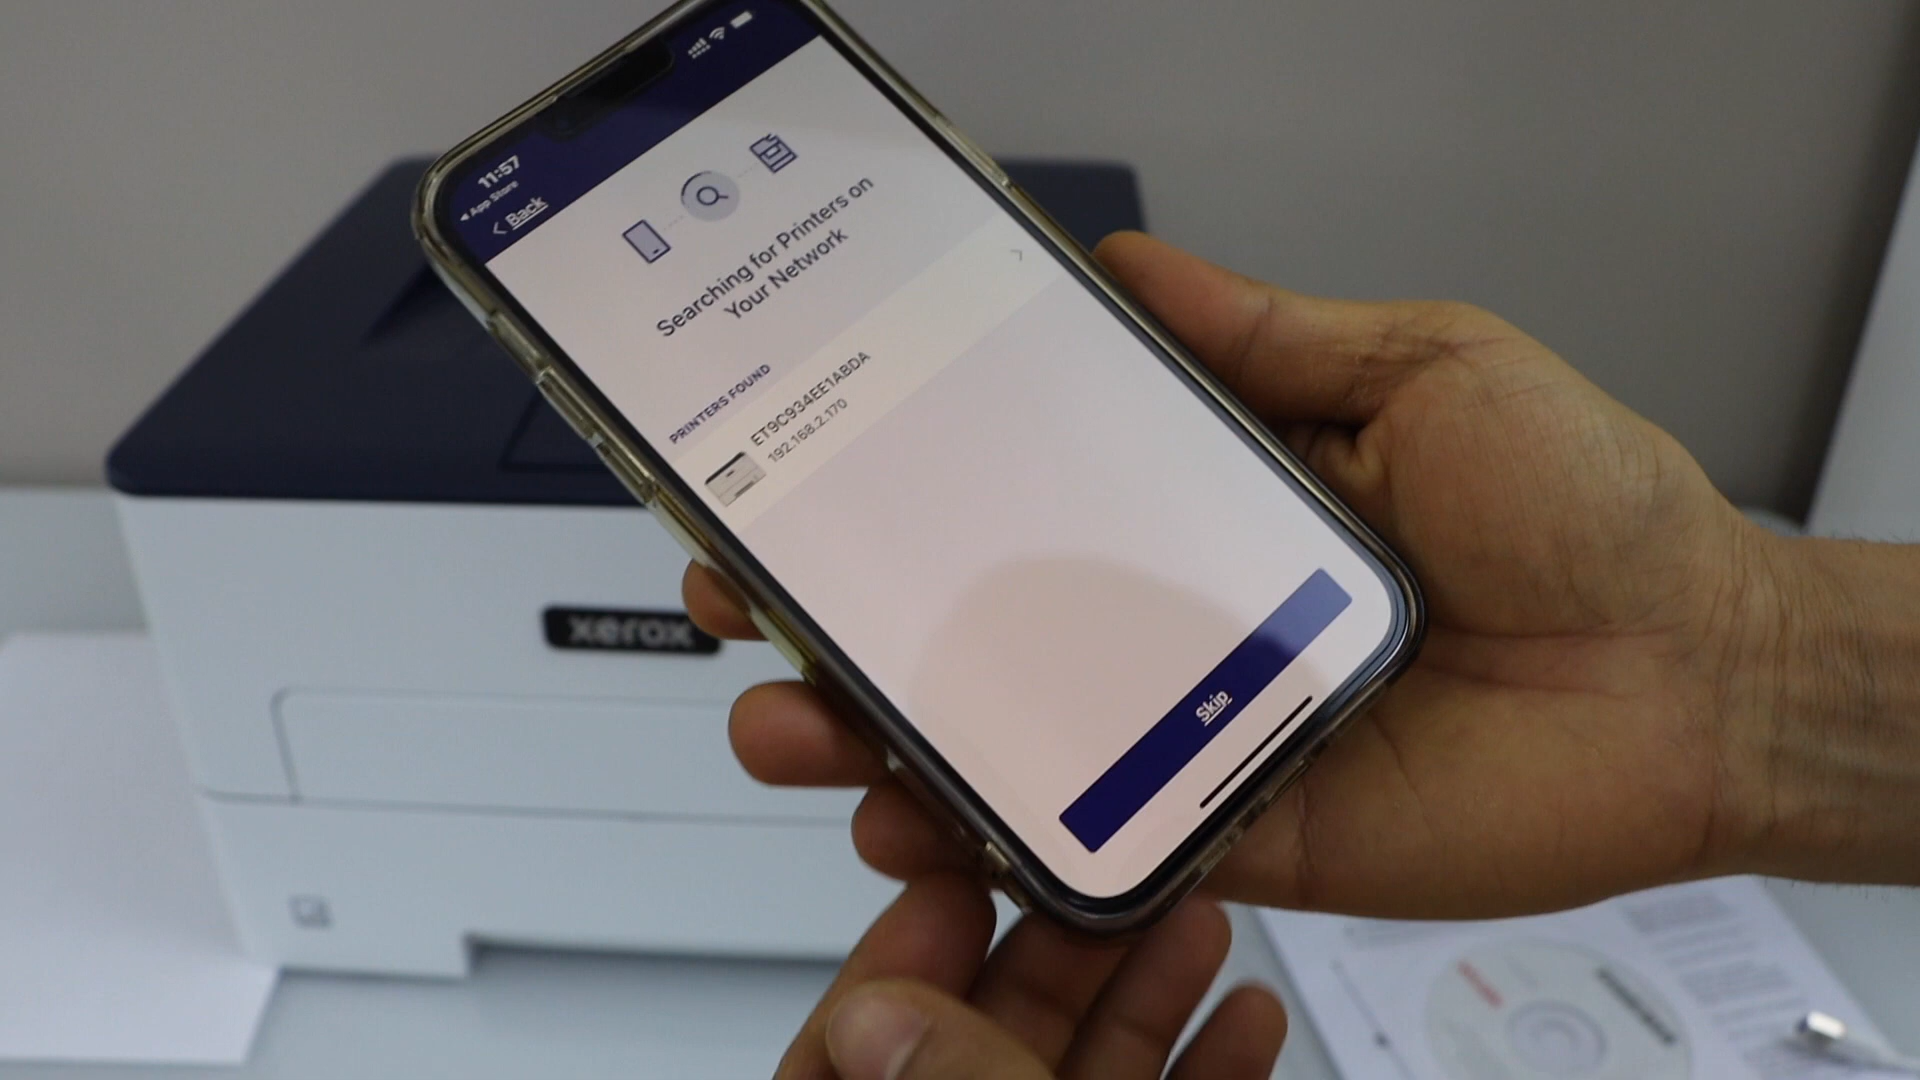 11:57
App Store
Back
Searching for Printers on
Your Network
PRINTERS FOUND
ET9C934EE1ABDA
192.168.2.170
Skip
xerox